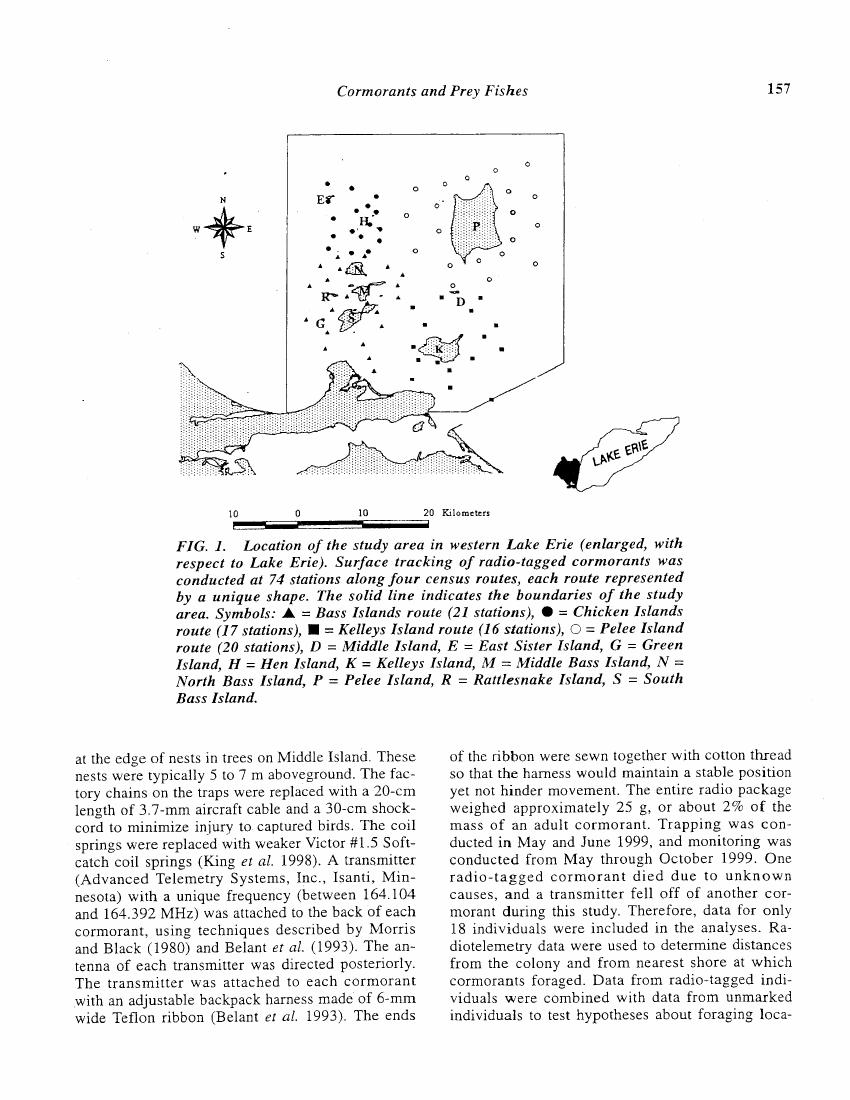 Cormorants and Prey Fishes
157
N
W E
S
E
H
P
N
R M
D
G S
K
LAKE ERIE
10 0 10 20 Kilometers
FIG. 1. Location of the study area in western Lake Erie (enlarged, with
respect to Lake Erie). Surface tracking of radio-tagged cormorants was
conducted at 74 stations along four census routes, each route represented
by a unique shape. The solid line indicates the boundaries of the study
area. Symbols: ▲ = Bass Islands route (21 stations), ● = Chicken Islands
route (17 stations), ■ = Kelleys Island route (16 stations), ○ = Pelee Island
route (20 stations), D = Middle Island, E = East Sister Island, G = Green
Island, H = Hen Island, K = Kelleys Island, M = Middle Bass Island, N =
North Bass Island, P = Pelee Island, R = Rattlesnake Island, S = South
Bass Island.
at the edge of nests in trees on Middle Island. These
nests were typically 5 to 7 m aboveground. The fac-
tory chains on the traps were replaced with a 20-cm
length of 3.7-mm aircraft cable and a 30-cm shock-
cord to minimize injury to captured birds. The coil
springs were replaced with weaker Victor #1.5 Soft-
catch coil springs (King et al. 1998). A transmitter
(Advanced Telemetry Systems, Inc., Isanti, Min-
nesota) with a unique frequency (between 164.104
and 164.392 MHz) was attached to the back of each
cormorant, using techniques described by Morris
and Black (1980) and Belant et al. (1993). The an-
tenna of each transmitter was directed posteriorly.
The transmitter was attached to each cormorant
with an adjustable backpack harness made of 6-mm
wide Teflon ribbon (Belant et al. 1993). The ends
of the ribbon were sewn together with cotton thread
so that the harness would maintain a stable position
yet not hinder movement. The entire radio package
weighed approximately 25 g, or about 2% of the
mass of an adult cormorant. Trapping was con-
ducted in May and June 1999, and monitoring was
conducted from May through October 1999. One
radio-tagged cormorant died due to unknown
causes, and a transmitter fell off of another cor-
morant during this study. Therefore, data for only
18 individuals were included in the analyses. Ra-
diotelemetry data were used to determine distances
from the colony and from nearest shore at which
cormorants foraged. Data from radio-tagged indi-
viduals were combined with data from unmarked
individuals to test hypotheses about foraging loca-